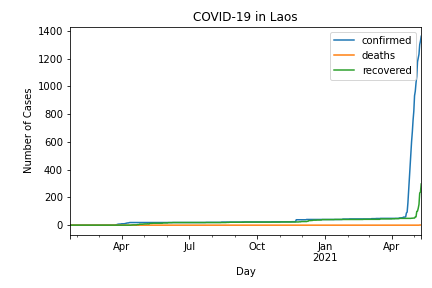 COVID-19 in Laos
confirmed
deaths
recovered
Number of Cases
1400
1200
1000
800
600
400
200
0
Apr
Jul
Oct
Jan
2021
Apr
Day